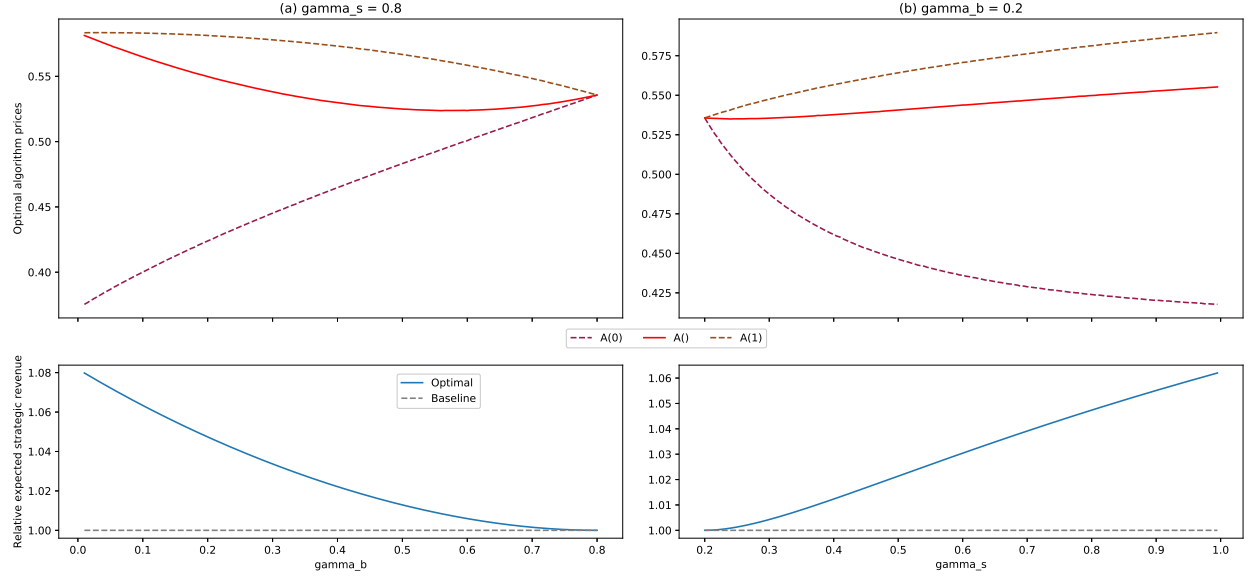 (a) gamma_s = 0.8
(b) gamma_b = 0.2
Optimal algorithm prices
0.55
0.50
0.45
0.40
0.575
0.550
0.525
0.500
0.475
0.450
0.425
A(0) A() A(1)
Relative expected strategic revenue
1.08
1.06
1.04
1.02
1.00
Optimal
Baseline
0.0 0.1 0.2 0.3 0.4 0.5 0.6 0.7 0.8
gamma_b
1.06
1.05
1.04
1.03
1.02
1.01
1.00
0.2 0.3 0.4 0.5 0.6 0.7 0.8 0.9 1.0
gamma_s